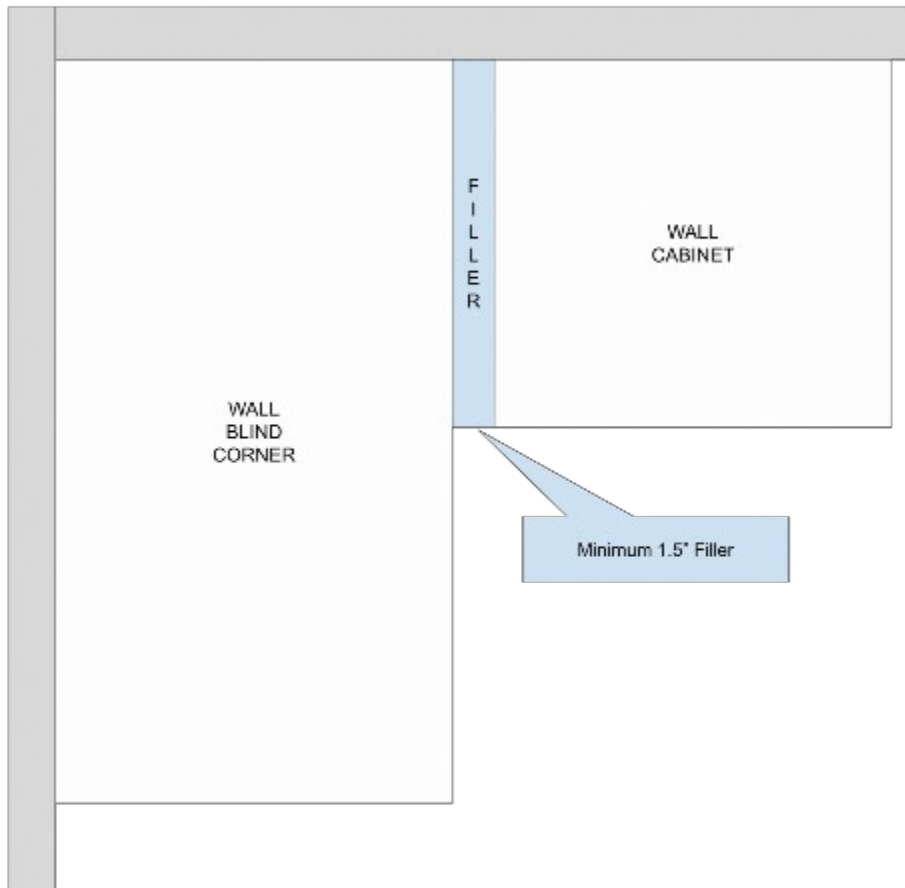 F
I
L
L
E
R
WALL
CABINET
WALL
BLIND
CORNER
Minimum 1.5" Filler